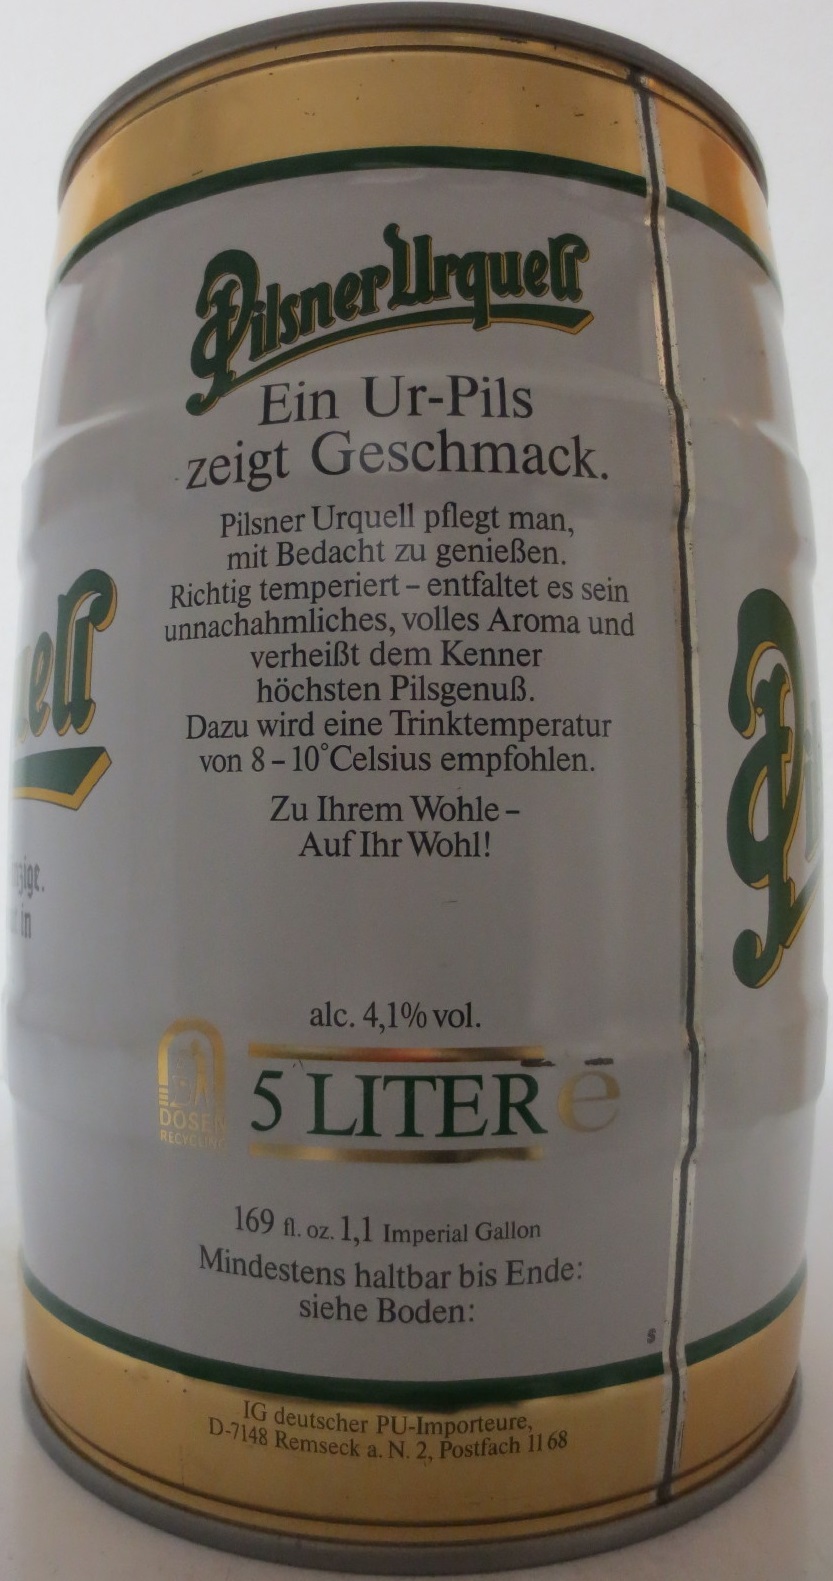 Pilsner Urquell
Ein Ur-Pils
zeigt Geschmack.
Pilsner Urquell pflegt man,
mit Bedacht zu genießen.
Richtig temperiert – entfaltet es sein
unnachahmliches, volles Aroma und
verheißt dem Kenner
höchsten Pilsgenuß.
Dazu wird eine Trinktemperatur
von 8 – 10°Celsius empfohlen.
Zu Ihrem Wohle –
Auf Ihr Wohl!
alc. 4,1% vol.
DOSEN
RECYCLING
5 LITER e
169 fl. oz. 1,1 Imperial Gallon
Mindestens haltbar bis Ende:
siehe Boden:
s
IG deutscher PU-Importeure,
D-7148 Remseck a. N. 2, Postfach 1168